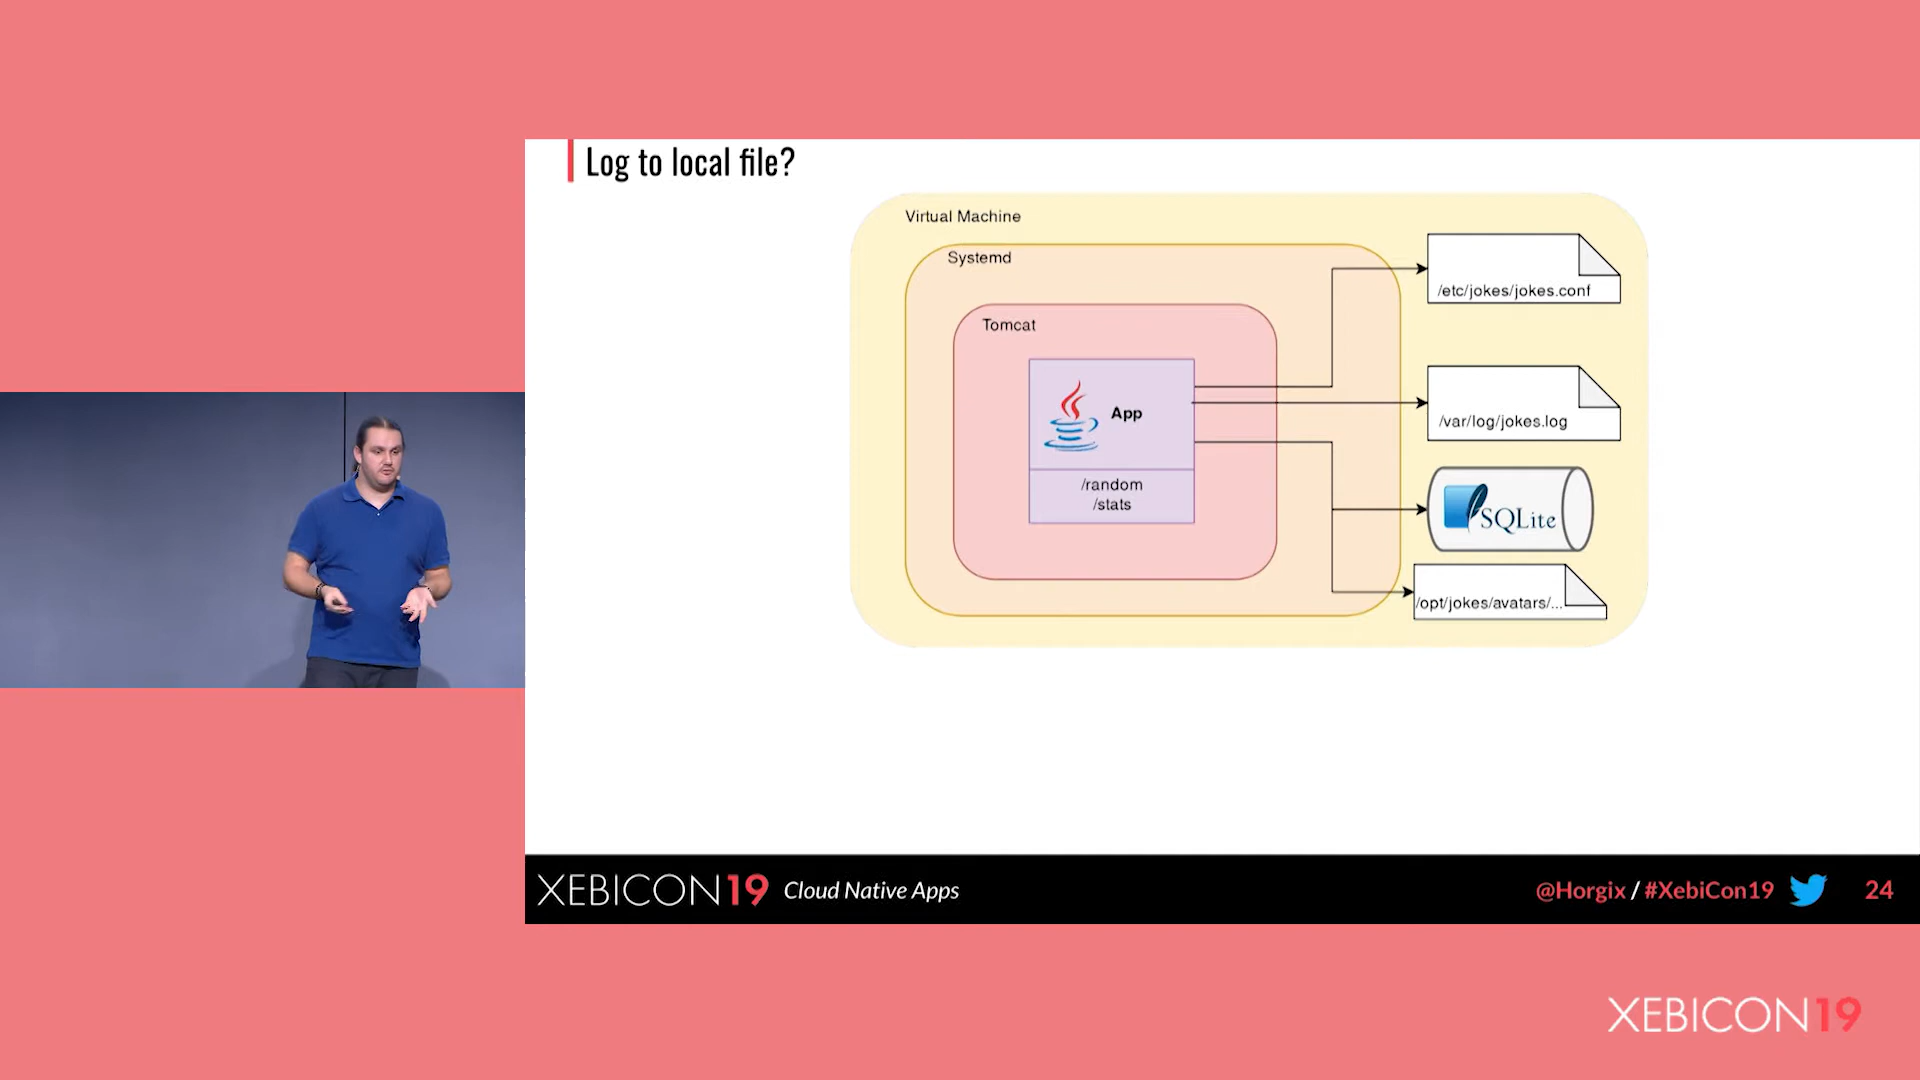 Log to local file?
Virtual Machine
Systemd
/etc/jokes/jokes.conf
Tomcat
App
/var/log/jokes.log
/random
/stats
SQLite
/opt/jokes/avatars/...
XEBICON19 Cloud Native Apps
@Horgix / #XebiCon19 24
XEBICON19